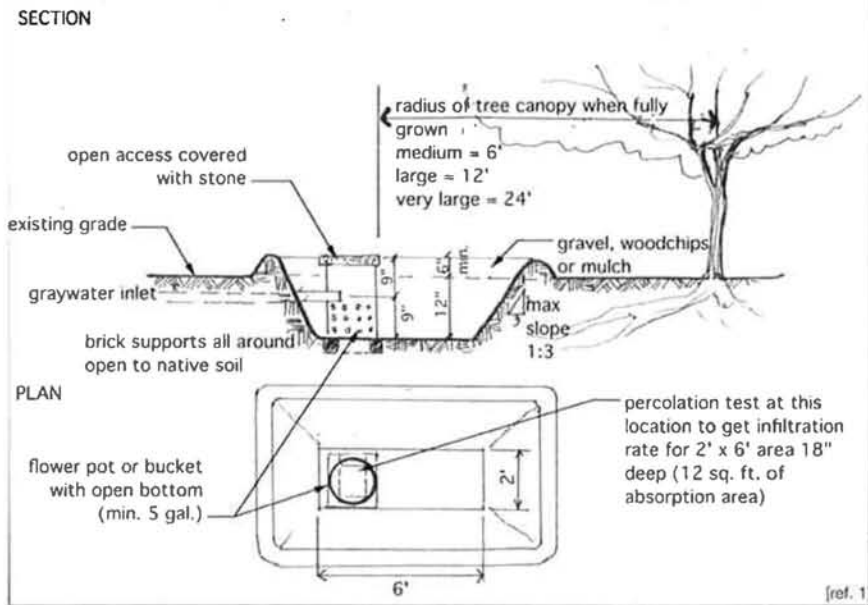 SECTION
radius of tree canopy when fully
grown
medium = 6'
large = 12'
very large = 24'
open access covered
with stone
existing grade
gravel, woodchips
or mulch
6"
min.
9"
graywater inlet
9"
12"
max
slope
1:3
3
brick supports all around
open to native soil
PLAN
percolation test at this
location to get infiltration
rate for 2' x 6' area 18"
deep (12 sq. ft. of
absorption area)
flower pot or bucket
with open bottom
(min. 5 gal.)
2'
6'
[ref. 1